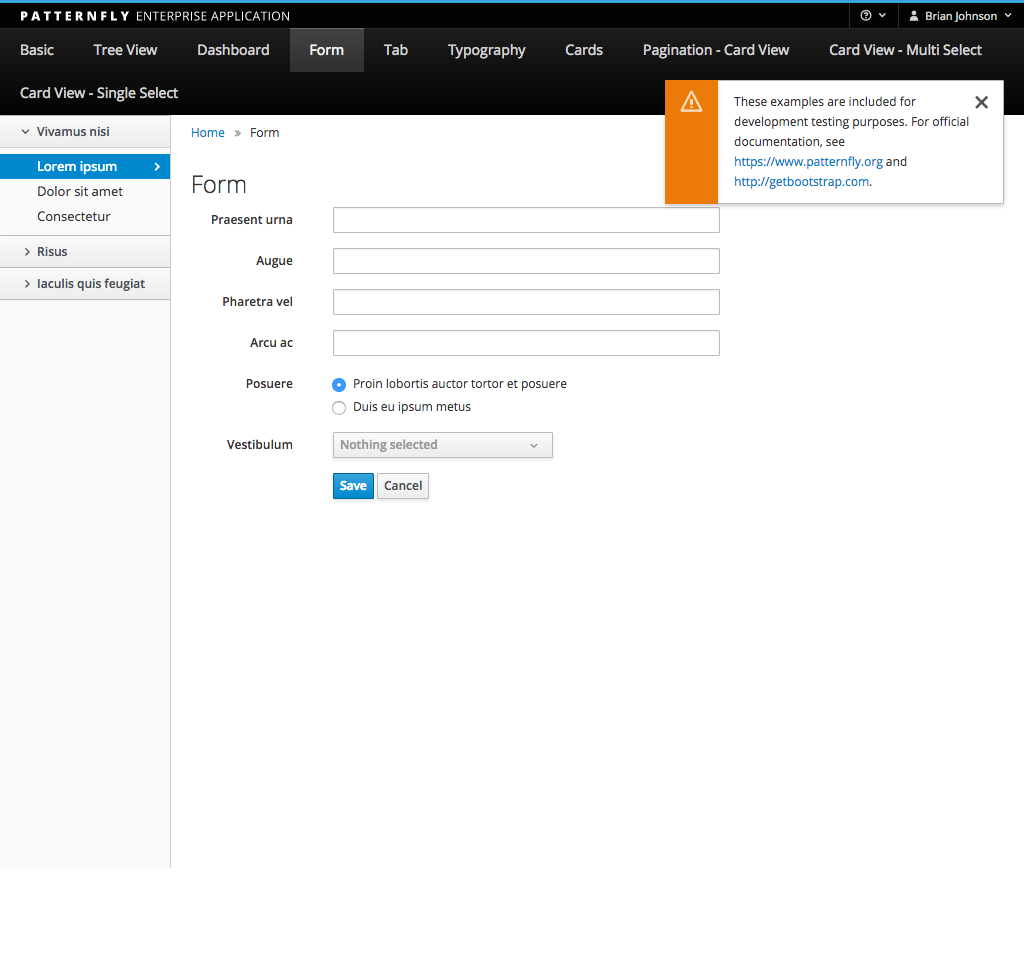 PATTERNFLY ENTERPRISE APPLICATION
Brian Johnson
Basic Tree View Dashboard Form Tab Typography Cards Pagination - Card View Card View - Multi Select
Card View - Single Select
These examples are included for
development testing purposes. For official
documentation, see
https://www.patternfly.org and
http://getbootstrap.com.
Vivamus nisi
Lorem ipsum
Dolor sit amet
Consectetur
Risus
Iaculis quis feugiat
Home » Form
Form
Praesent urna
Augue
Pharetra vel
Arcu ac
Posuere
Proin lobortis auctor tortor et posuere
Duis eu ipsum metus
Vestibulum
Nothing selected
Save Cancel